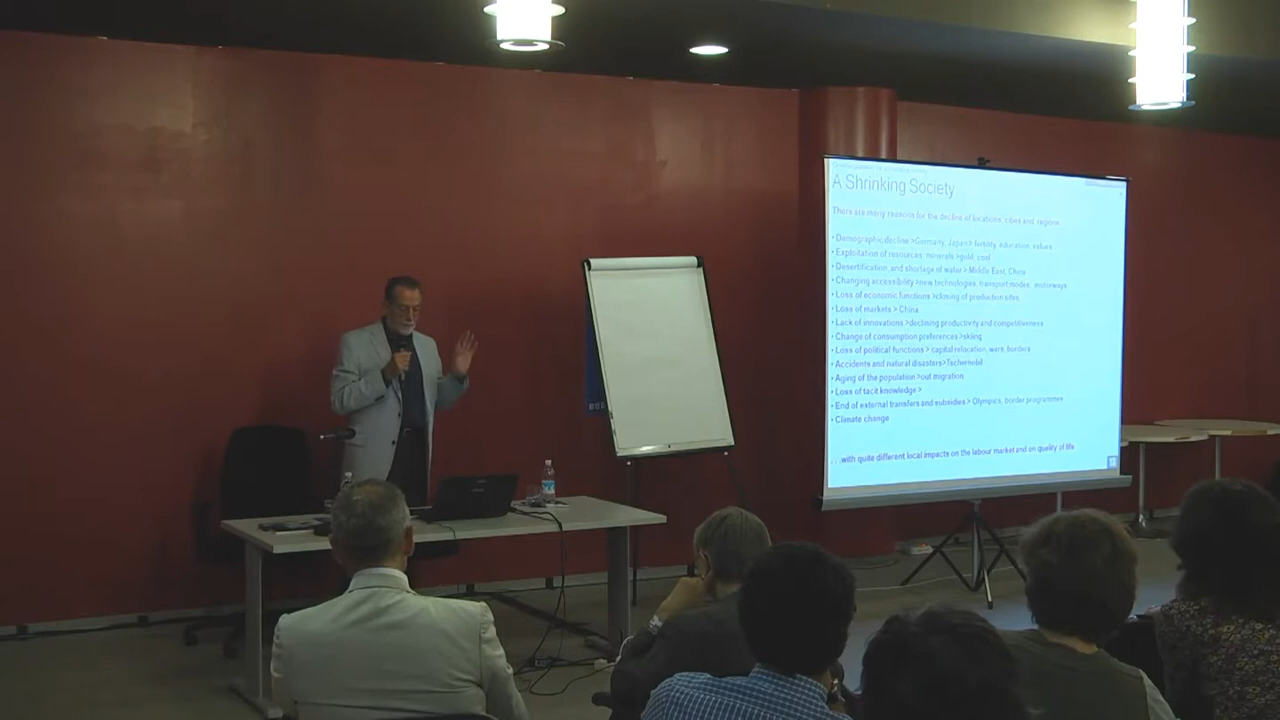 A Shrinking Society
There are many reasons for the decline of locations, cities and regions
• Demographic decline >Germany, Japan> fertility, education, values
• Exploitation of resources: minerals >gold, coal
• Desertification, and shortage of water > Middle East, China
• Changing accessibility >new technologies, transport modes, motorways
• Loss of economic functions >closing of production sites,
• Loss of markets > China
• Lack of innovations >declining productivity and competitiveness
• Change of consumption preferences >skiing
• Loss of political functions > capital relocation, wars, borders
• Accidents and natural disasters>Tschernobil
• Aging of the population >out migration
• Loss of tacit knowledge >
• End of external transfers and subsidies > Olympics, border programmes
• Climate change
...with quite different local impacts on the labour market and on quality of life